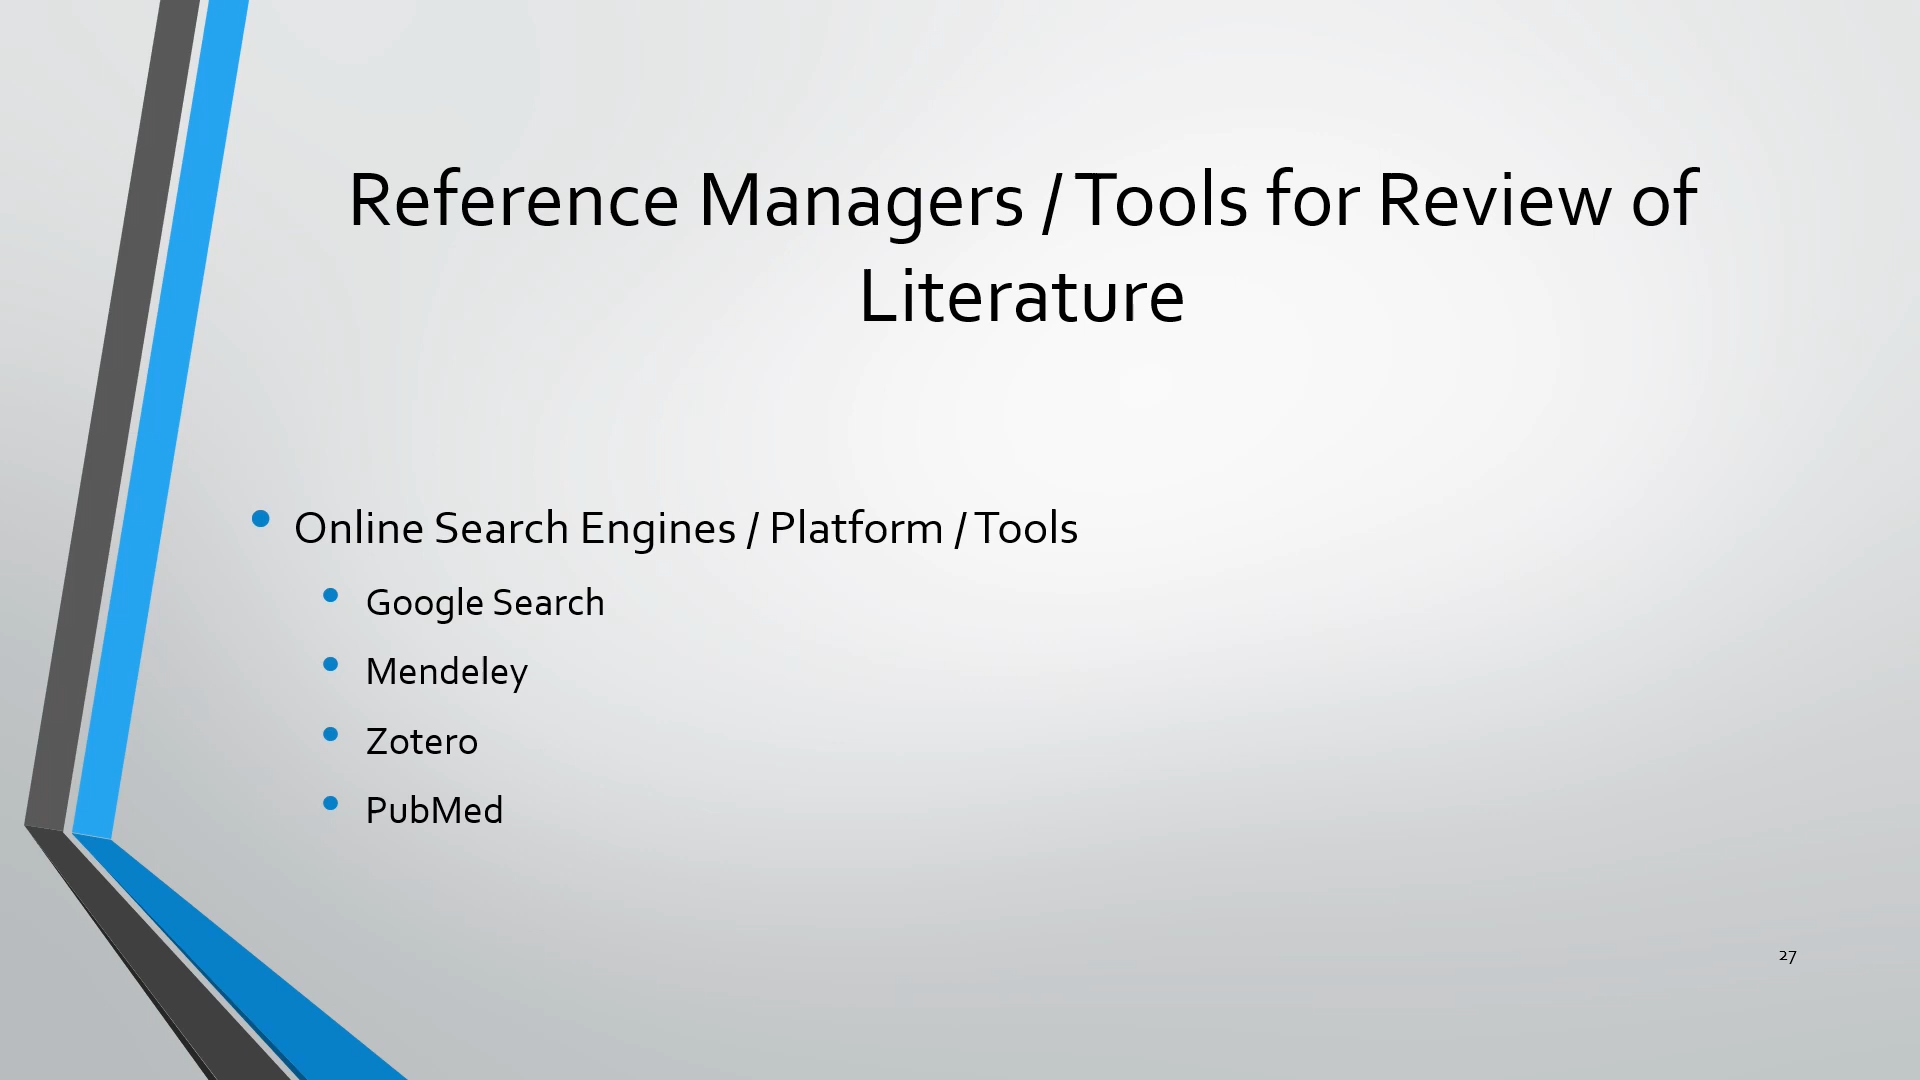 Reference Managers / Tools for Review of
Literature
Online Search Engines / Platform / Tools
Google Search
Mendeley
Zotero
PubMed
27